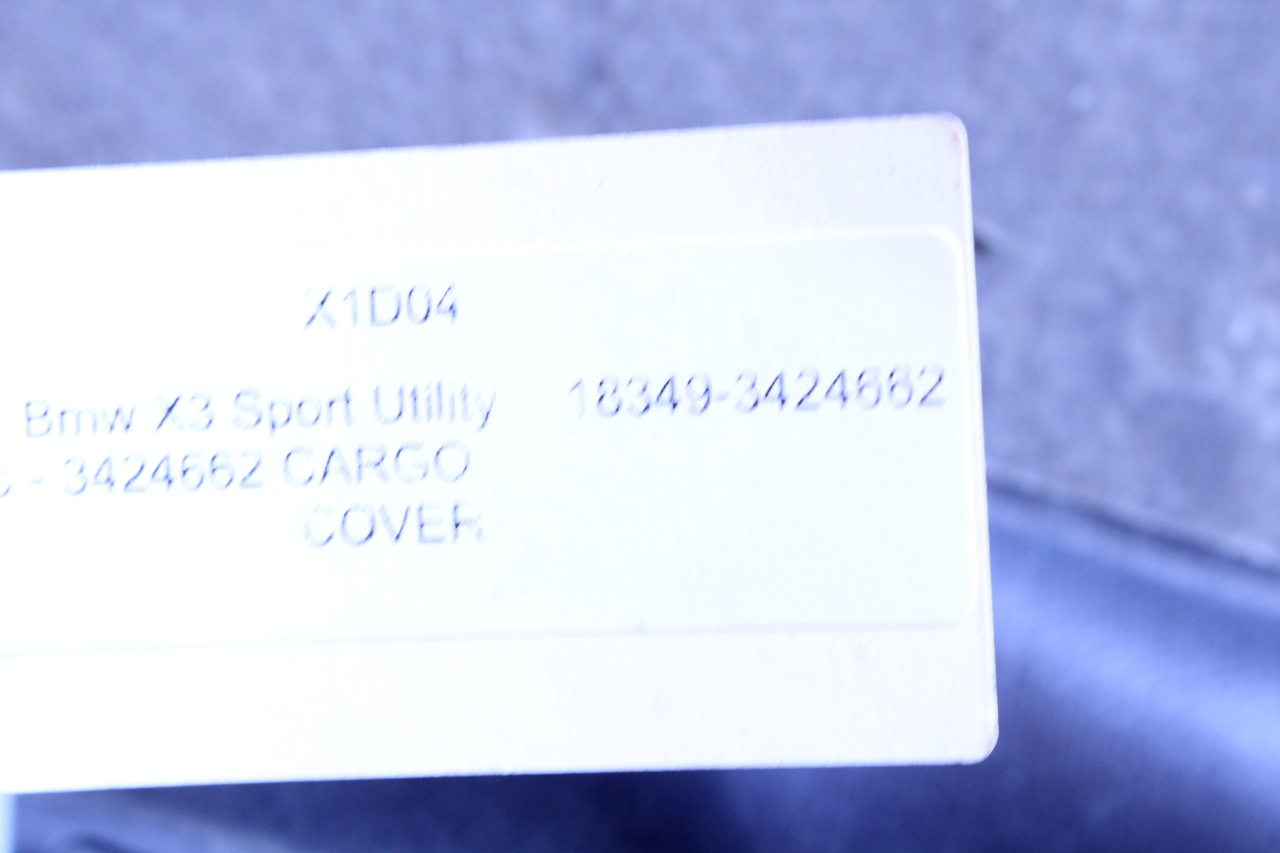 X1D04
Bmw X3 Sport Utility 18349-3424662
- 3424662 CARGO
COVER